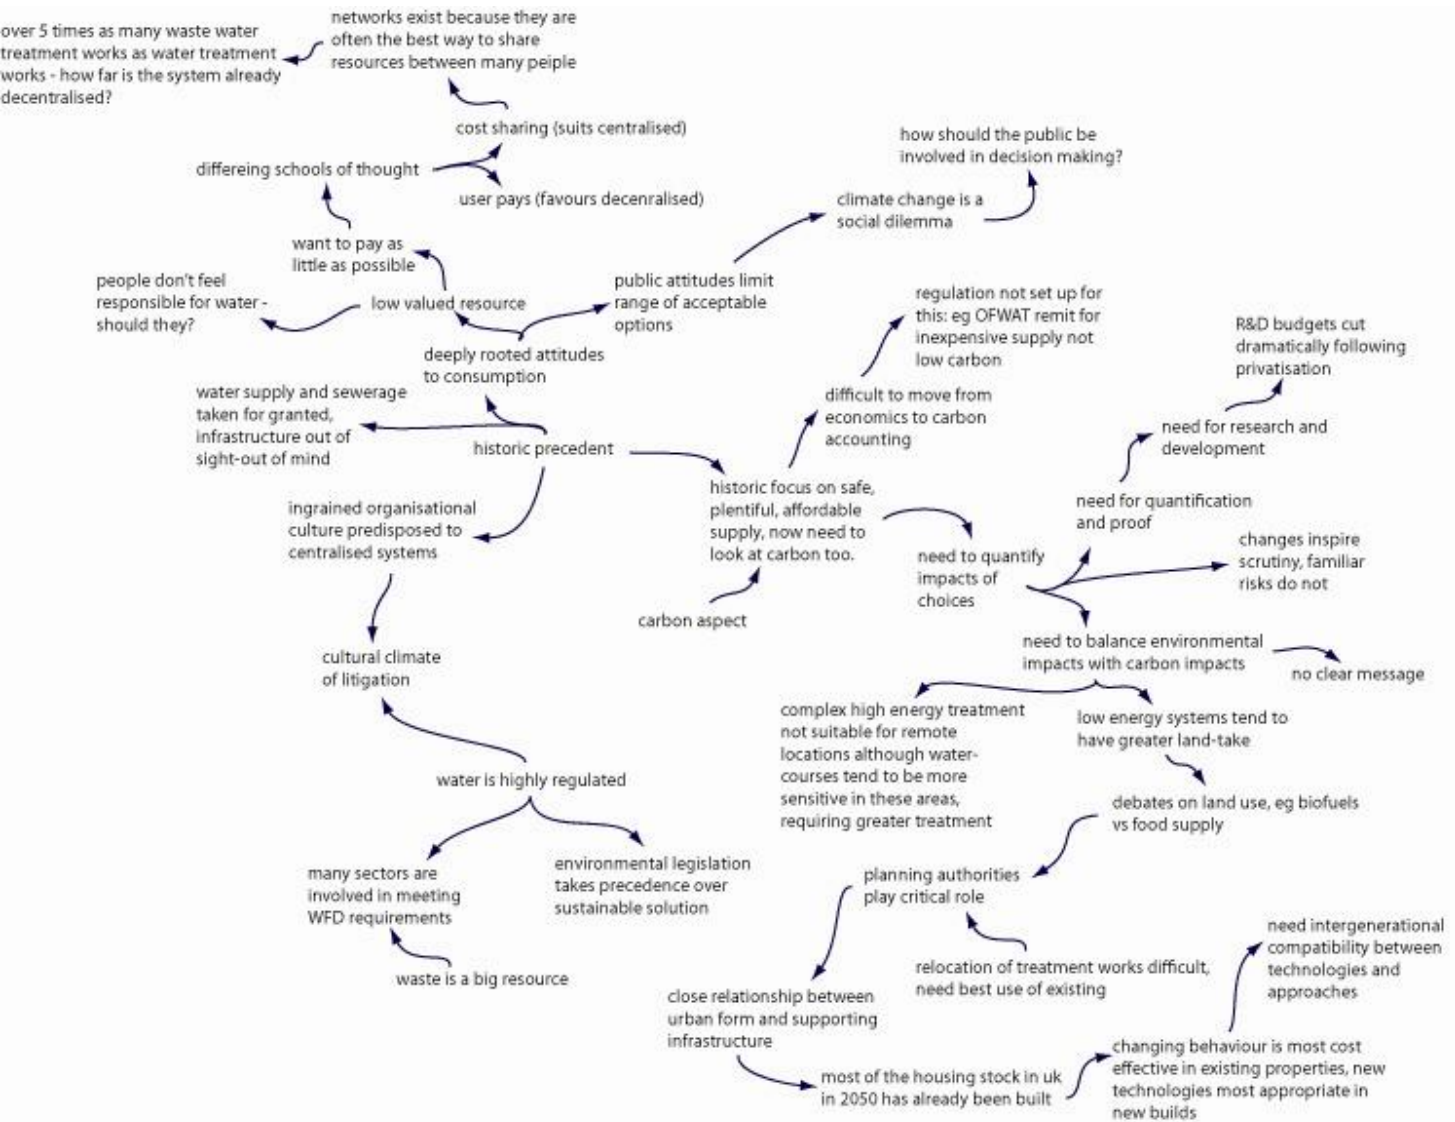 networks exist because they are
often the best way to share
resources between many peiple
over 5 times as many waste water
treatment works as water treatment
works - how far is the system already
decentralised?
cost sharing (suits centralised)
differeing schools of thought
user pays (favours decenralised)
how should the public be
involved in decision making?
climate change is a
social dilemma
want to pay as
little as possible
people don't feel
responsible for water -
should they?
low valued resource
public attitudes limit
range of acceptable
options
regulation not set up for
this: eg OFWAT remit for
inexpensive supply not
low carbon
R&D budgets cut
dramatically following
privatisation
deeply rooted attitudes
to consumption
water supply and sewerage
taken for granted,
infrastructure out of
sight-out of mind
difficult to move from
economics to carbon
accounting
need for research and
development
historic precedent
historic focus on safe,
plentiful, affordable
supply, now need to
look at carbon too.
ingrained organisational
culture predisposed to
centralised systems
need for quantification
and proof
changes inspire
scrutiny, familiar
risks do not
need to quantify
impacts of
choices
carbon aspect
need to balance environmental
impacts with carbon impacts
no clear message
cultural climate
of litigation
complex high energy treatment
not suitable for remote
locations although water-
courses tend to be more
sensitive in these areas,
requiring greater treatment
low energy systems tend to
have greater land-take
water is highly regulated
debates on land use, eg biofuels
vs food supply
many sectors are
involved in meeting
WFD requirements
environmental legislation
takes precedence over
sustainable solution
planning authorities
play critical role
waste is a big resource
relocation of treatment works difficult,
need best use of existing
need intergenerational
compatibility between
technologies and
approaches
close relationship between
urban form and supporting
infrastructure
most of the housing stock in uk
in 2050 has already been built
changing behaviour is most cost
effective in existing properties, new
technologies most appropriate in
new builds